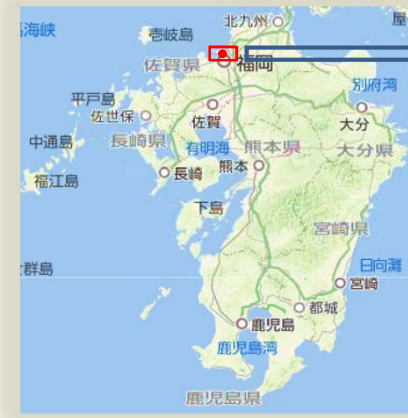 北九州
屋
海峡
壱岐島
佐賀県
福岡
別府湾
平戸島
佐世保
佐賀
大分
中通島
長崎県
有明海
熊本県
大分県
長崎
熊本
福江島
下島
宮崎県
群島
日向灘
宮崎
都城
鹿児島
鹿児島湾
鹿児島県